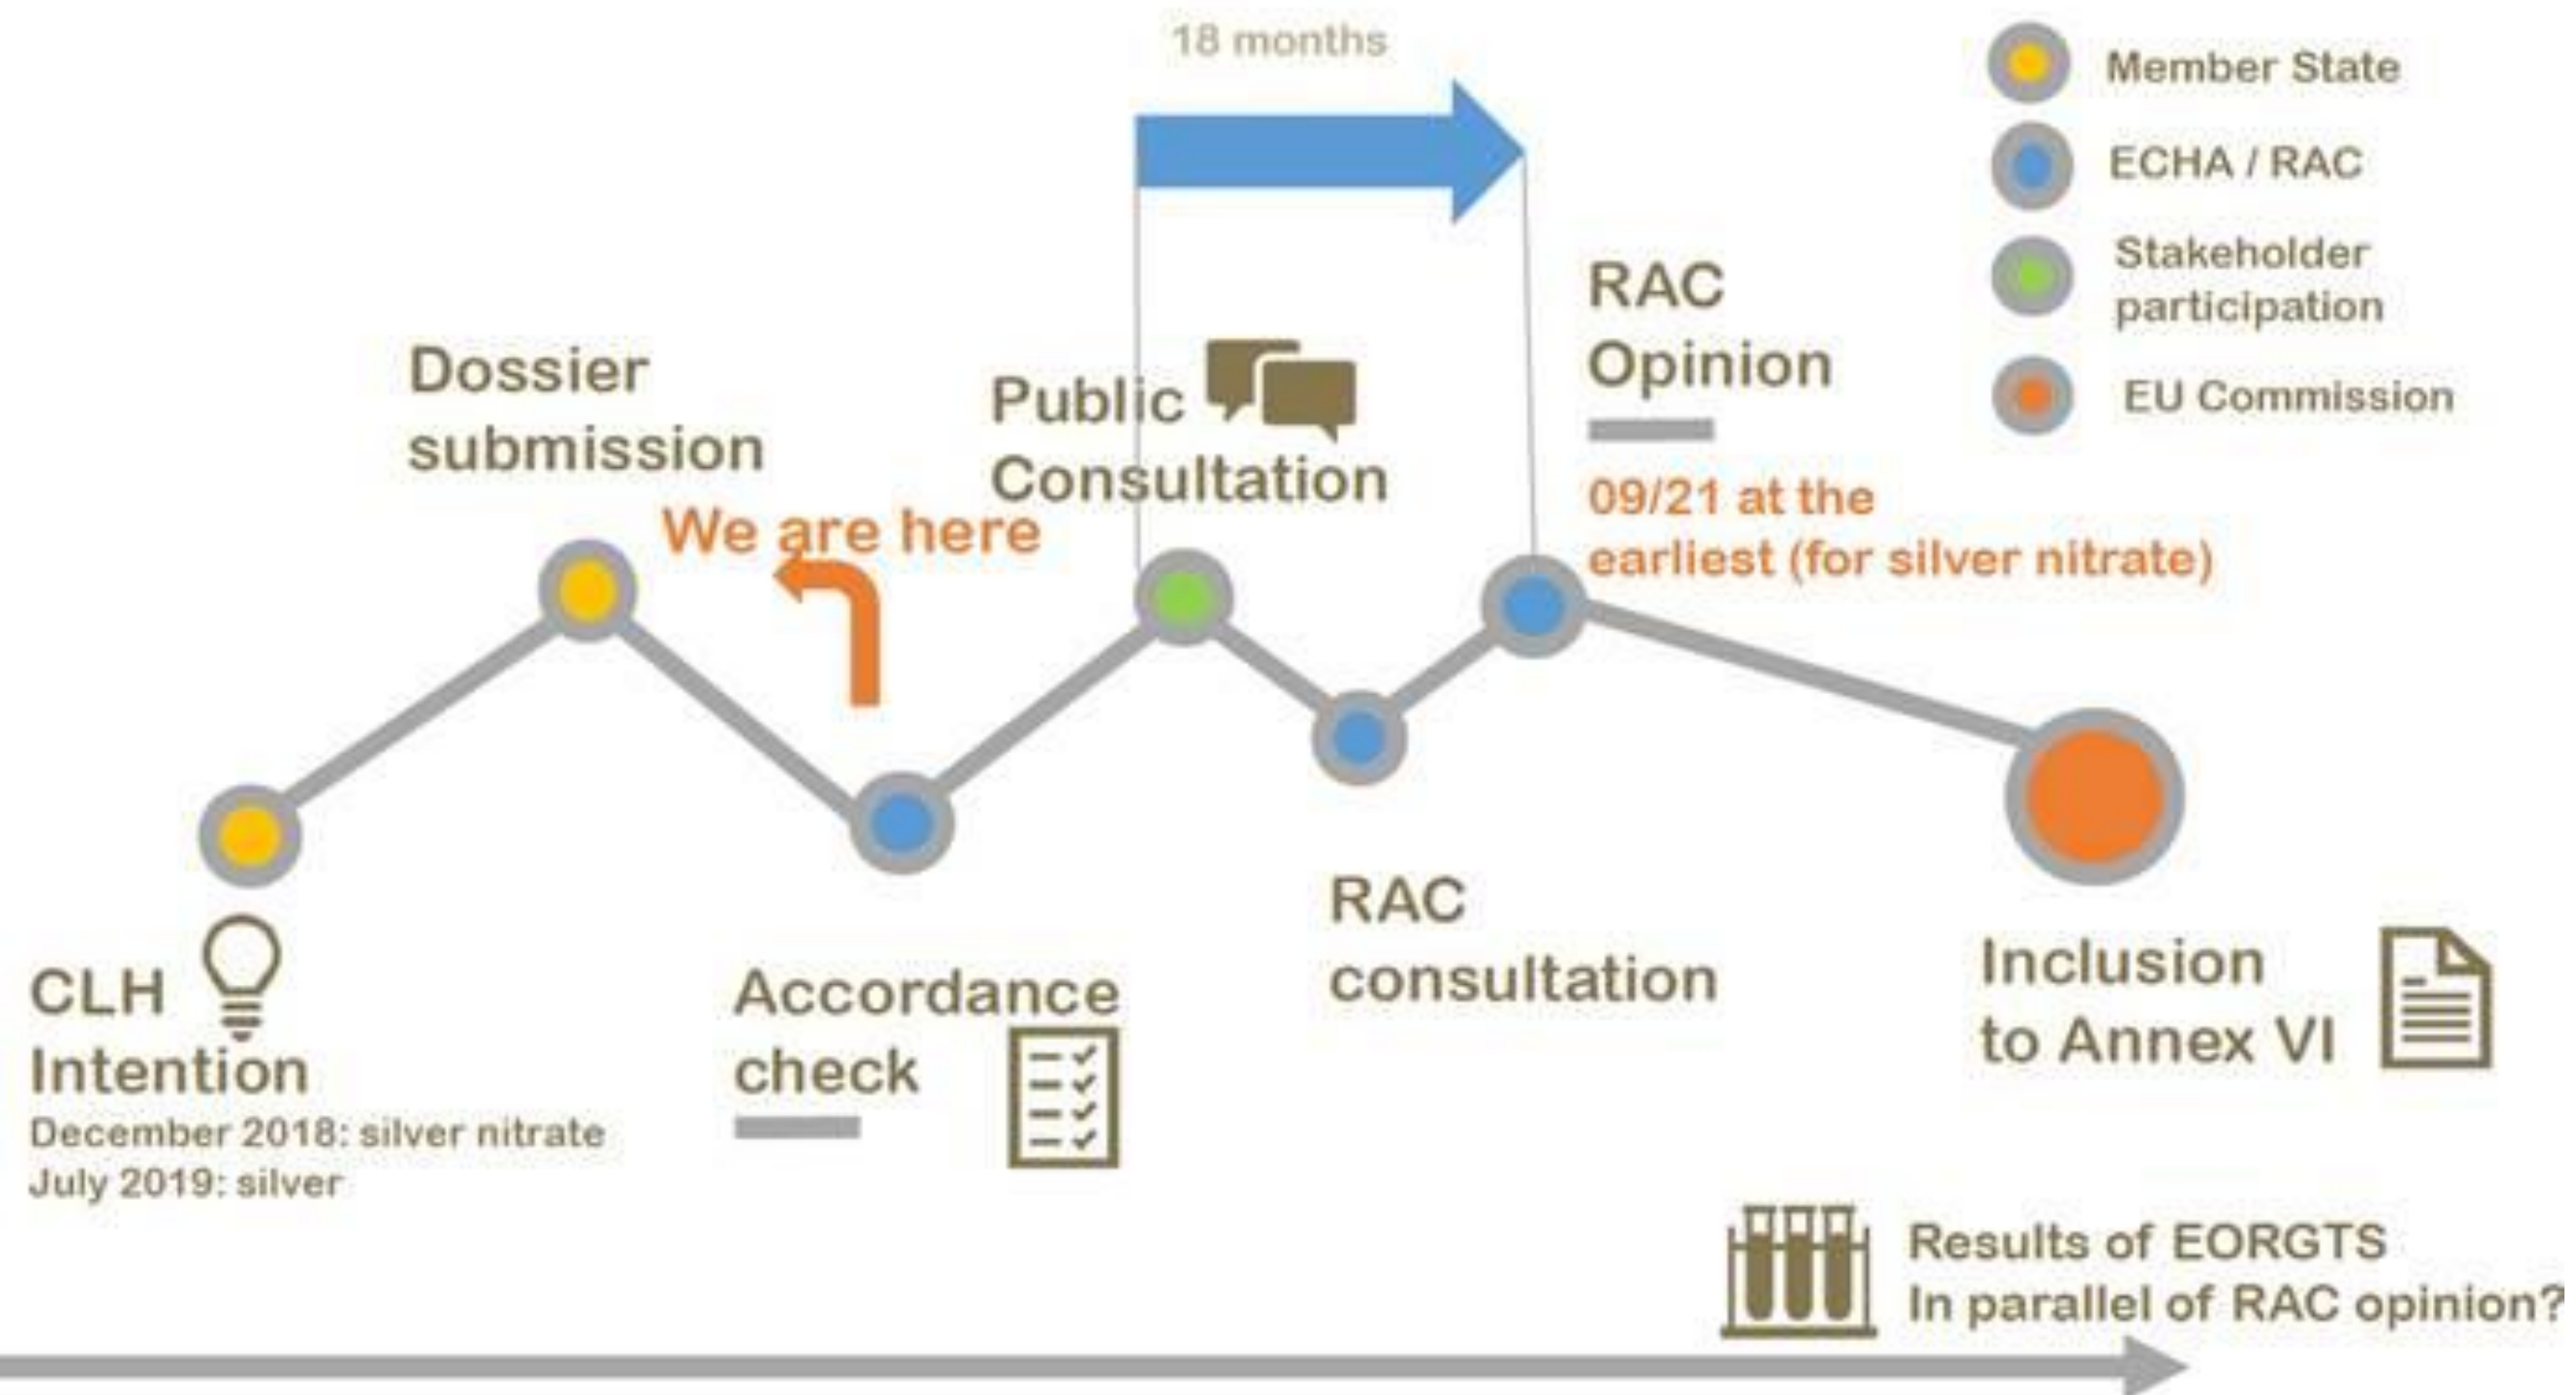 18 months
Member State
ECHA / RAC
Stakeholder
participation
EU Commission
Dossier
submission
We are here
Public
Consultation
RAC
Opinion
09/21 at the
earliest (for silver nitrate)
CLH
Intention
December 2018: silver nitrate
July 2019: silver
Accordance
check
RAC
consultation
Inclusion
to Annex VI
Results of EORGTS
In parallel of RAC opinion?